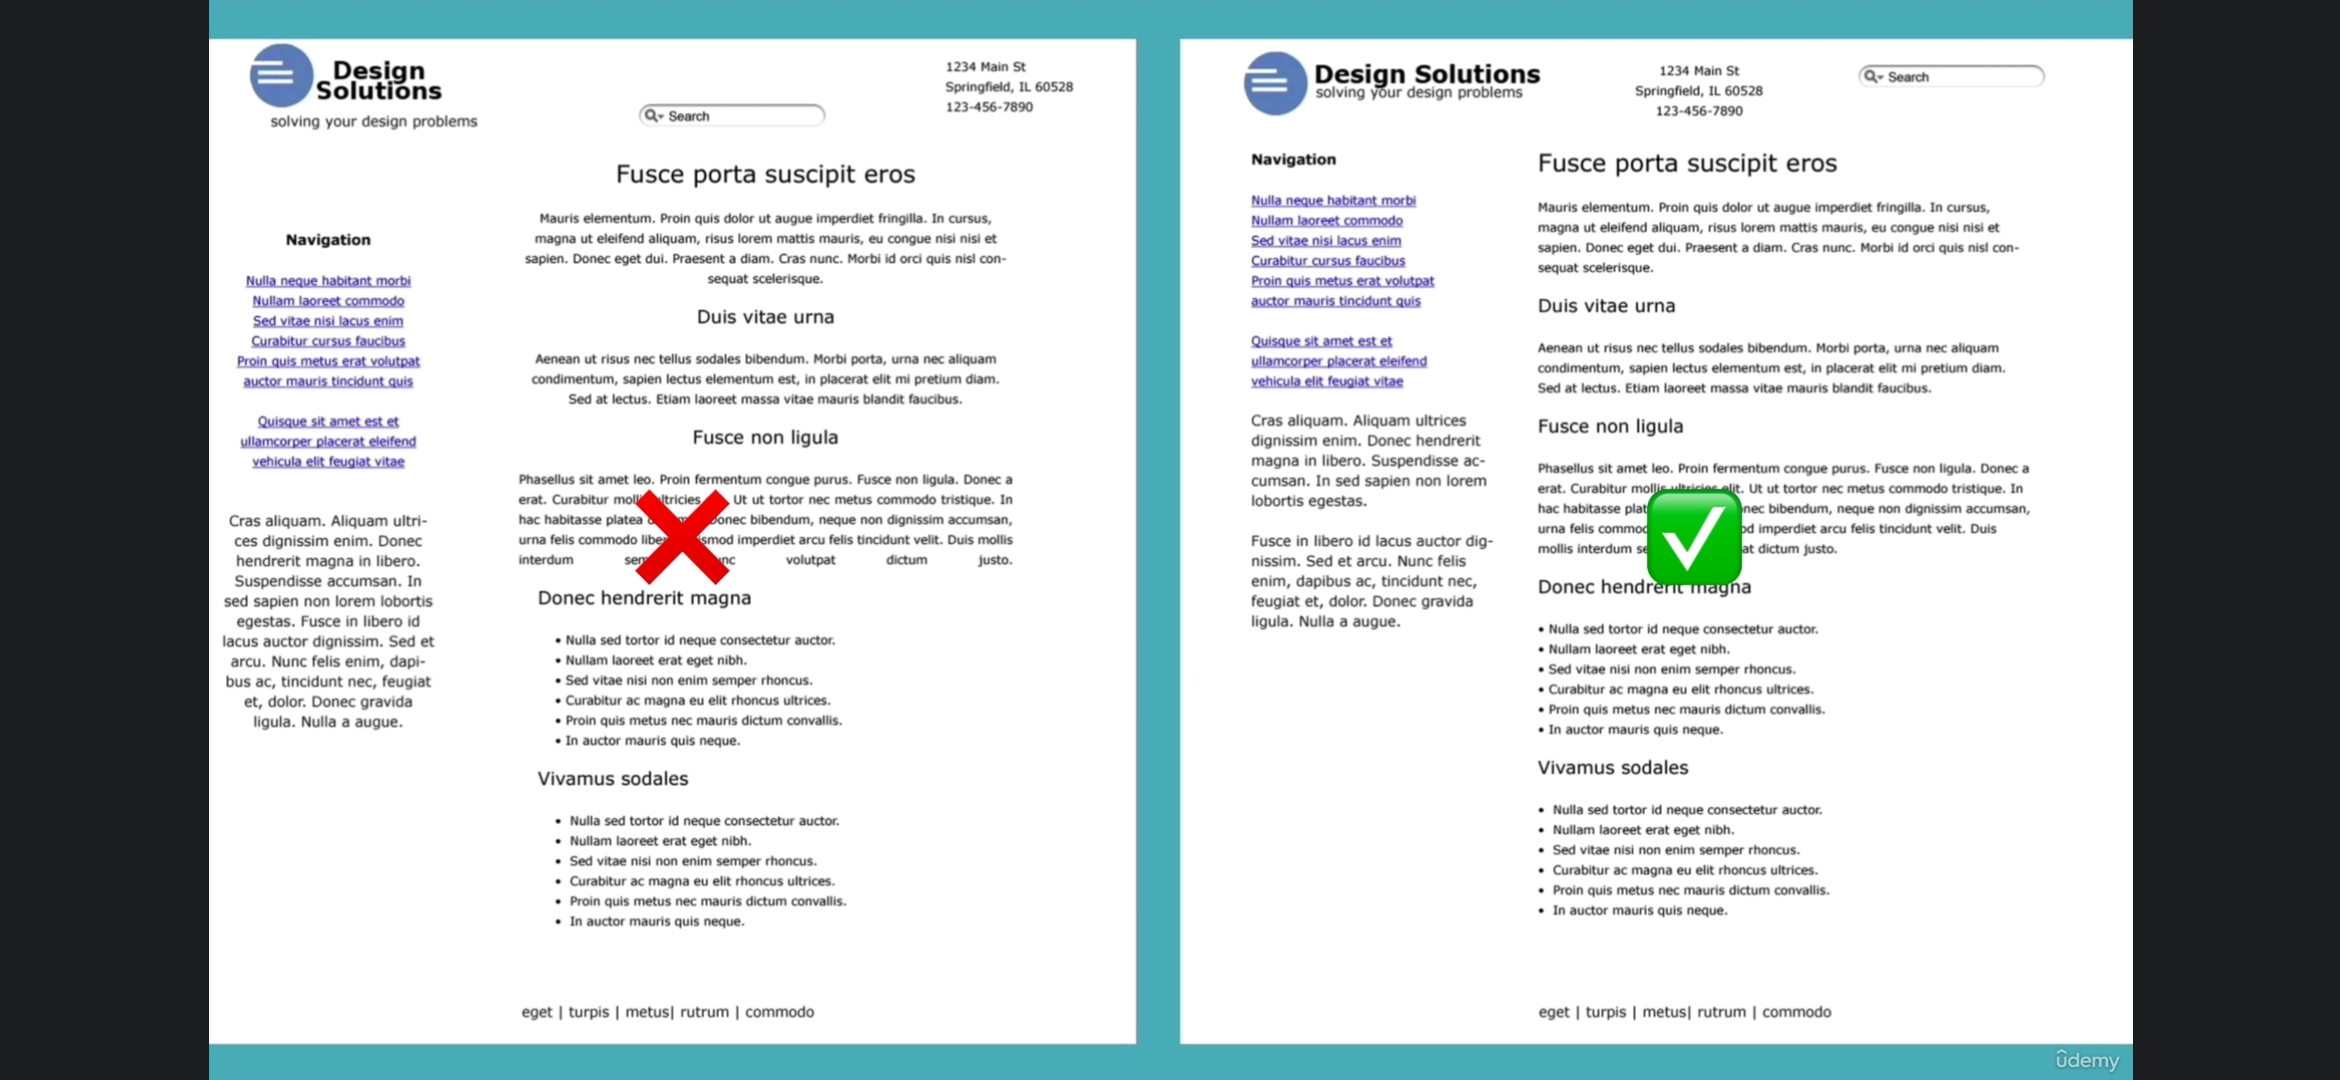 Design
Solutions
solving your design problems
Search
1234 Main St
Springfield, IL 60528
123-456-7890
Navigation
Nulla neque habitant morbi
Nullam laoreet commodo
Sed vitae nisi lacus enim
Curabitur cursus faucibus
Proin quis metus erat volutpat
auctor mauris tincidunt quis
Quisque sit amet est et
ullamcorper placerat eleifend
vehicula elit feugiat vitae
Cras aliquam. Aliquam ultri-
ces dignissim enim. Donec
hendrerit magna in libero.
Suspendisse accumsan. In
sed sapien non lorem lobortis
egestas. Fusce in libero id
lacus auctor dignissim. Sed et
arcu. Nunc felis enim, dapi-
bus ac, tincidunt nec, feugiat
et, dolor. Donec gravida
ligula. Nulla a augue.
Fusce porta suscipit eros
Mauris elementum. Proin quis dolor ut augue imperdiet fringilla. In cursus,
magna ut eleifend aliquam, risus lorem mattis mauris, eu congue nisi nisi et
sapien. Donec eget dui. Praesent a diam. Cras nunc. Morbi id orci quis nisl con-
sequat scelerisque.
Duis vitae urna
Aenean ut risus nec tellus sodales bibendum. Morbi porta, urna nec aliquam
condimentum, sapien lectus elementum est, in placerat elit mi pretium diam.
Sed at lectus. Etiam laoreet massa vitae mauris blandit faucibus.
Fusce non ligula
Phasellus sit amet leo. Proin fermentum congue purus. Fusce non ligula. Donec a
erat. Curabitur Ut ut tortor nec metus commodo tristique. In
hac habitasse platea Donec bibendum, neque non dignissim accumsan,
urna felis commodo imperdiet arcu felis tincidunt velit. Duis mollis
interdum volutpat dictum justo.
Donec hendrerit magna
• Nulla sed tortor id neque consectetur auctor.
• Nullam laoreet erat eget nibh.
• Sed vitae nisi non enim semper rhoncus.
• Curabitur ac magna eu elit rhoncus ultrices.
• Proin quis metus nec mauris dictum convallis.
• In auctor mauris quis neque.
Vivamus sodales
• Nulla sed tortor id neque consectetur auctor.
• Nullam laoreet erat eget nibh.
• Sed vitae nisi non enim semper rhoncus.
• Curabitur ac magna eu elit rhoncus ultrices.
• Proin quis metus nec mauris dictum convallis.
• In auctor mauris quis neque.
eget | turpis | metus| rutrum | commodo
Design Solutions
solving your design problems
1234 Main St
Springfield, IL 60528
123-456-7890
Search
Navigation
Nulla neque habitant morbi
Nullam laoreet commodo
Sed vitae nisi lacus enim
Curabitur cursus faucibus
Proin quis metus erat volutpat
auctor mauris tincidunt quis
Quisque sit amet est et
ullamcorper placerat eleifend
vehicula elit feugiat vitae
Cras aliquam. Aliquam ultrices
dignissim enim. Donec hendrerit
magna in libero. Suspendisse ac-
cumsan. In sed sapien non lorem
lobortis egestas.
Fusce in libero id lacus auctor dig-
nissim. Sed et arcu. Nunc felis
enim, dapibus ac, tincidunt nec,
feugiat et, dolor. Donec gravida
ligula. Nulla a augue.
Fusce porta suscipit eros
Mauris elementum. Proin quis dolor ut augue imperdiet fringilla. In cursus,
magna ut eleifend aliquam, risus lorem mattis mauris, eu congue nisi nisi et
sapien. Donec eget dui. Praesent a diam. Cras nunc. Morbi id orci quis nisl con-
sequat scelerisque.
Duis vitae urna
Aenean ut risus nec tellus sodales bibendum. Morbi porta, urna nec aliquam
condimentum, sapien lectus elementum est, in placerat elit mi pretium diam.
Sed at lectus. Etiam laoreet massa vitae mauris blandit faucibus.
Fusce non ligula
Phasellus sit amet leo. Proin fermentum congue purus. Fusce non ligula. Donec a
erat. Curabitur mollis ultricies elit. Ut ut tortor nec metus commodo tristique. In
hac habitasse bibendum, neque non dignissim accumsan,
urna felis imperdiet arcu felis tincidunt velit. Duis
mollis interdum dictum justo.
Donec hendrerit magna
• Nulla sed tortor id neque consectetur auctor.
• Nullam laoreet erat eget nibh.
• Sed vitae nisi non enim semper rhoncus.
• Curabitur ac magna eu elit rhoncus ultrices.
• Proin quis metus nec mauris dictum convallis.
• In auctor mauris quis neque.
Vivamus sodales
• Nulla sed tortor id neque consectetur auctor.
• Nullam laoreet erat eget nibh.
• Sed vitae nisi non enim semper rhoncus.
• Curabitur ac magna eu elit rhoncus ultrices.
• Proin quis metus nec mauris dictum convallis.
• In auctor mauris quis neque.
eget | turpis | metus| rutrum | commodo
ûdemy